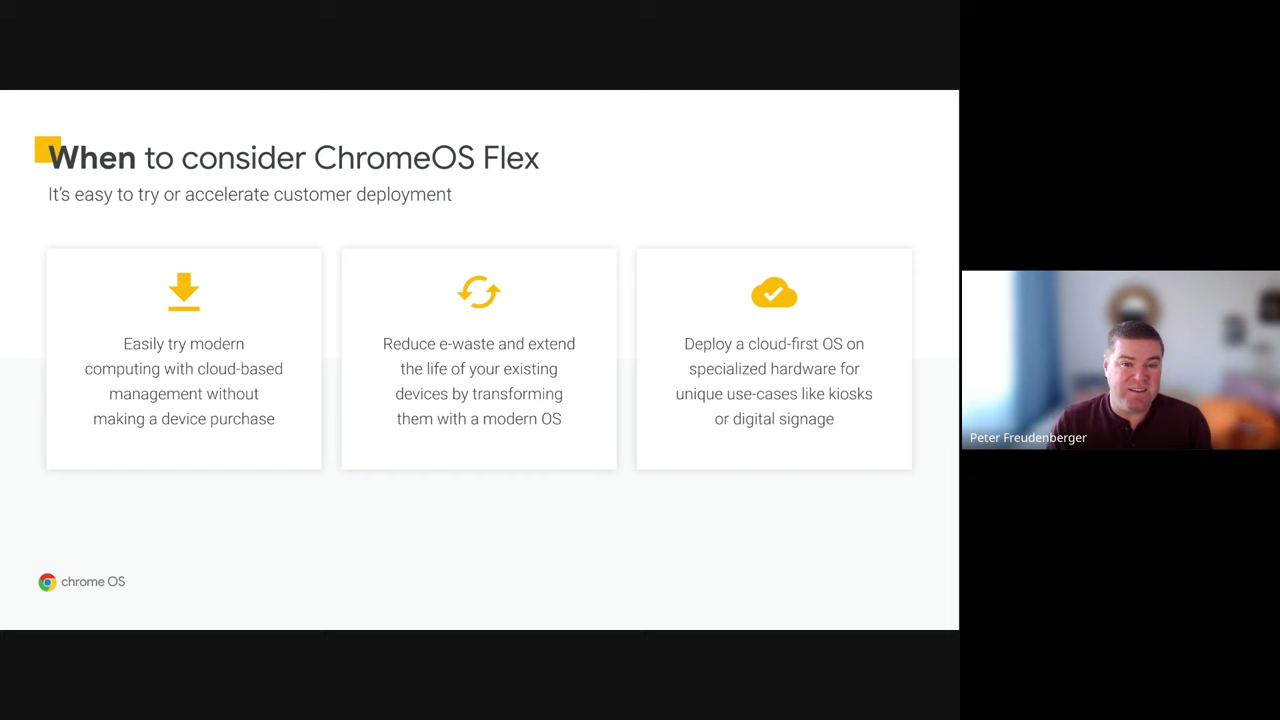 When to consider ChromeOS Flex
It’s easy to try or accelerate customer deployment
Easily try modern
computing with cloud-based
management without
making a device purchase
Reduce e-waste and extend
the life of your existing
devices by transforming
them with a modern OS
Deploy a cloud-first OS on
specialized hardware for
unique use-cases like kiosks
or digital signage
chrome OS
Peter Freudenberger